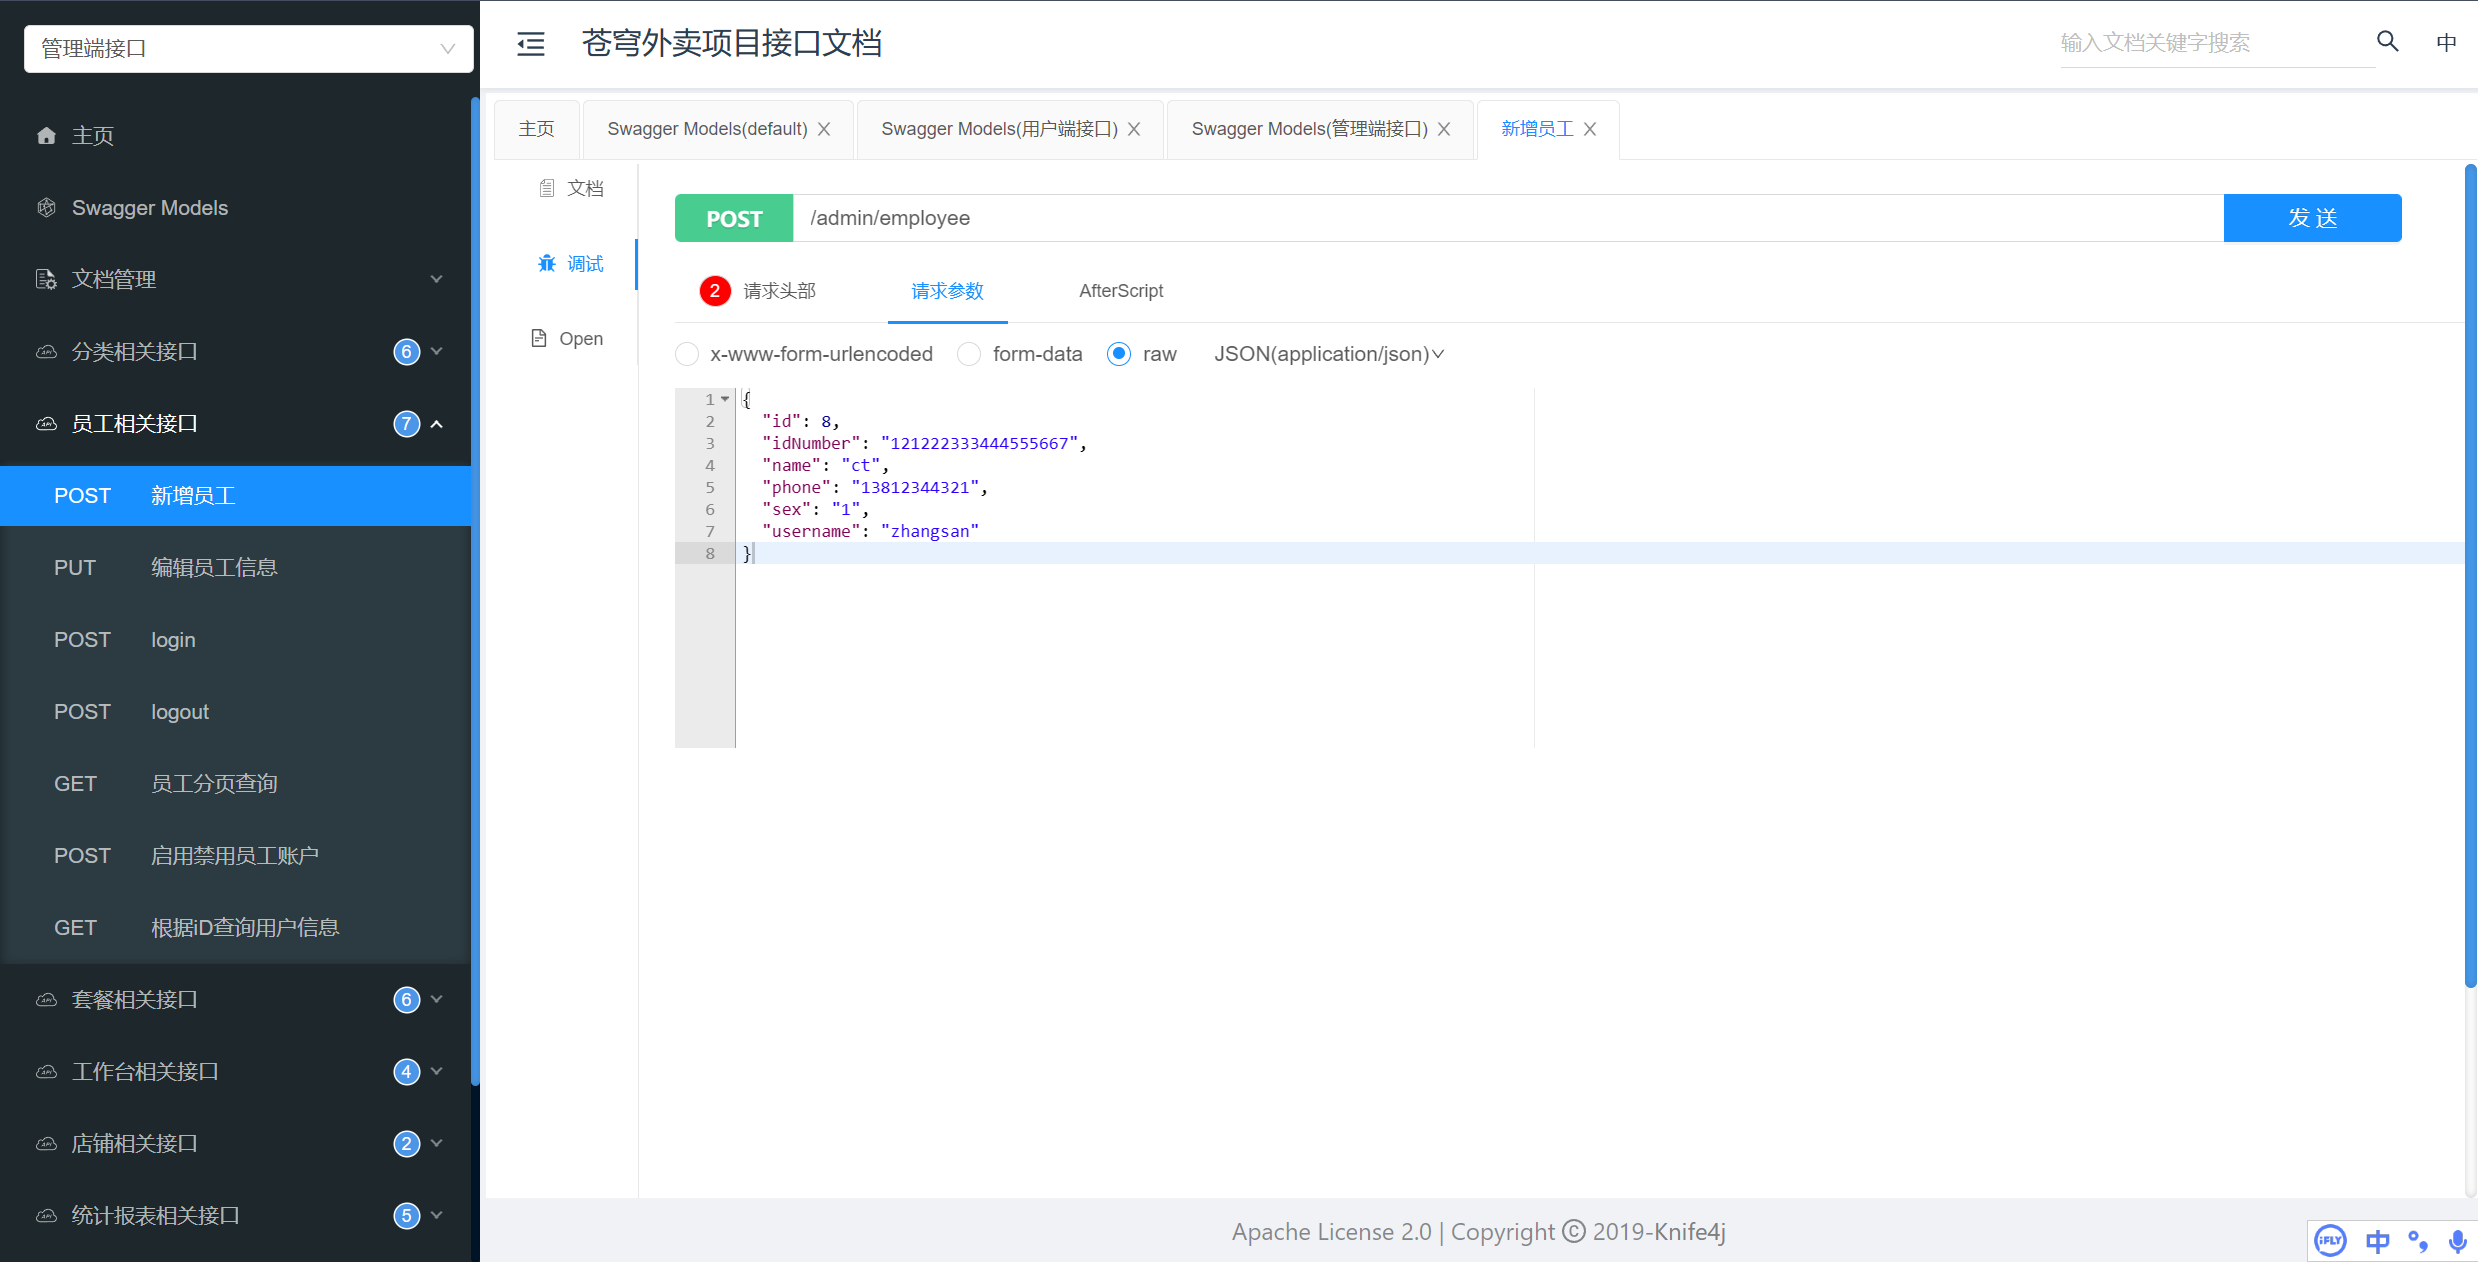 管理端接口
主页
Swagger Models
文档管理
分类相关接口 6
员工相关接口 7
POST 新增员工
PUT 编辑员工信息
POST login
POST logout
GET 员工分页查询
POST 启用禁用员工账户
GET 根据iD查询用户信息
套餐相关接口 6
工作台相关接口 4
店铺相关接口 2
统计报表相关接口 5
苍穹外卖项目接口文档
输入文档关键字搜索 中
主页 Swagger Models(default) Swagger Models(用户端接口) Swagger Models(管理端接口) 新增员工
文档
调试
Open
POST /admin/employee 发 送
2 请求头部 请求参数 AfterScript
x-www-form-urlencoded form-data raw JSON(application/json)
1 {
2 "id": 8,
3 "idNumber": "121222333444555667",
4 "name": "ct",
5 "phone": "13812344321",
6 "sex": "1",
7 "username": "zhangsan"
8 }
Apache License 2.0 | Copyright © 2019-Knife4j
iFLY 中